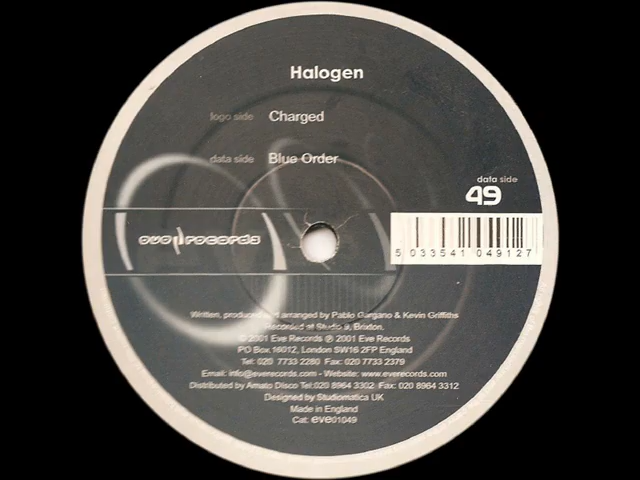 Halogen
logo side Charged
data side Blue Order
data side
49
eve records
5 033541 049127
Written, produced and arranged by Pablo Gargano & Kevin Griffiths
Recorded at Studio a, Brixton.
© 2001 Eve Records ℗ 2001 Eve Records
PO Box 16012, London SW16 2FP England
Tel: 020 7733 2280 Fax: 020 7733 2379
Email: info@everecords.com - Website: www.everecords.com
Distributed by Amato Disco Tel:020 8964 3302 Fax: 020 8964 3312
Designed by Studiomatica UK
Made in England
Cat: eve01049